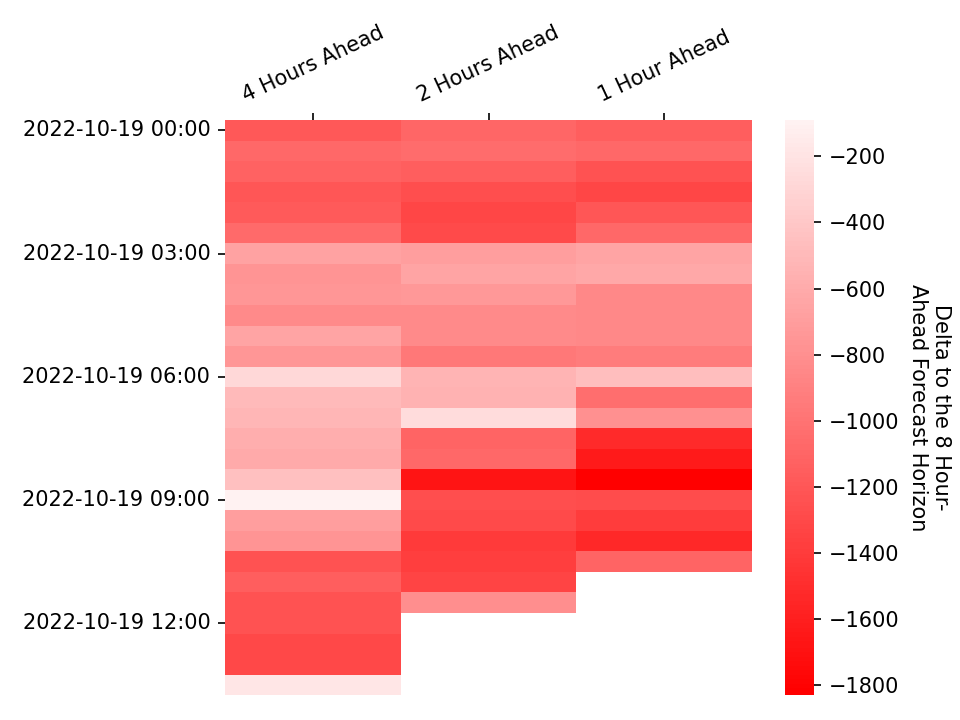 4 Hours Ahead
2 Hours Ahead
1 Hour Ahead
2022-10-19 00:00
2022-10-19 03:00
2022-10-19 06:00
2022-10-19 09:00
2022-10-19 12:00
−200
−400
−600
−800
−1000
−1200
−1400
−1600
−1800
Delta to the 8 Hour-
Ahead Forecast Horizon